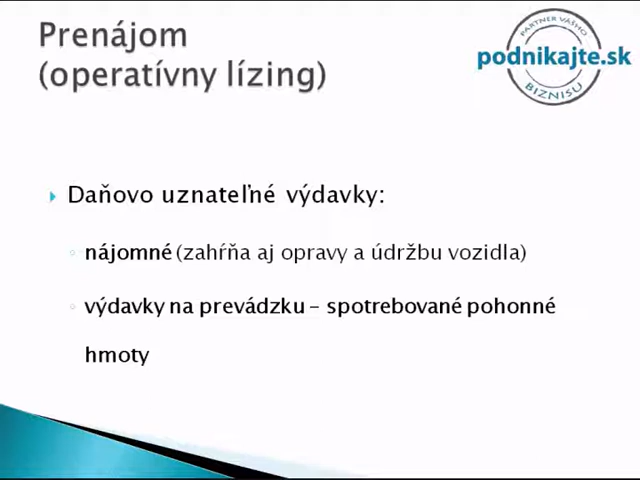 Prenájom
(operatívny lízing)
PARTNER VÁŠHO
podnikajte.sk
BIZNISU
Daňovo uznateľné výdavky:
nájomné (zahŕňa aj opravy a údržbu vozidla)
výdavky na prevádzku – spotrebované pohonné
hmoty